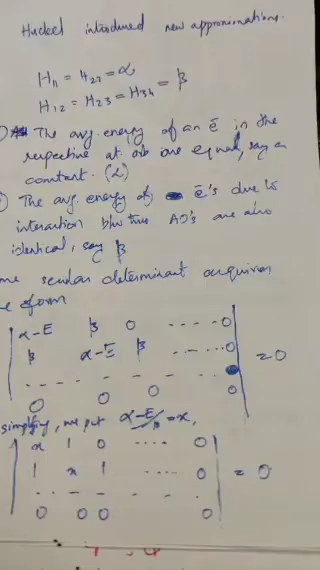 Huckel introduced new approximations.
H11 = H22 = α
H12 = H23 = H34 = β
The avg. energy of an ē in the
respective at. orb are equal, say a
constant. (α)
The avg. energy of ē's due to
interaction b/w two AO's are also
identical, say β
secular determinant acquires
form
| α-E β 0 ---- 0 |
| β α-E β ---- 0 | = 0
| - - - - - - - |
| 0 0 0 0 |
simplifying, we put α-E/β = x,
| x 1 0 ---- 0 |
| 1 x 1 ---- 0 | = 0
| - - - - - - |
| 0 0 0 0 |